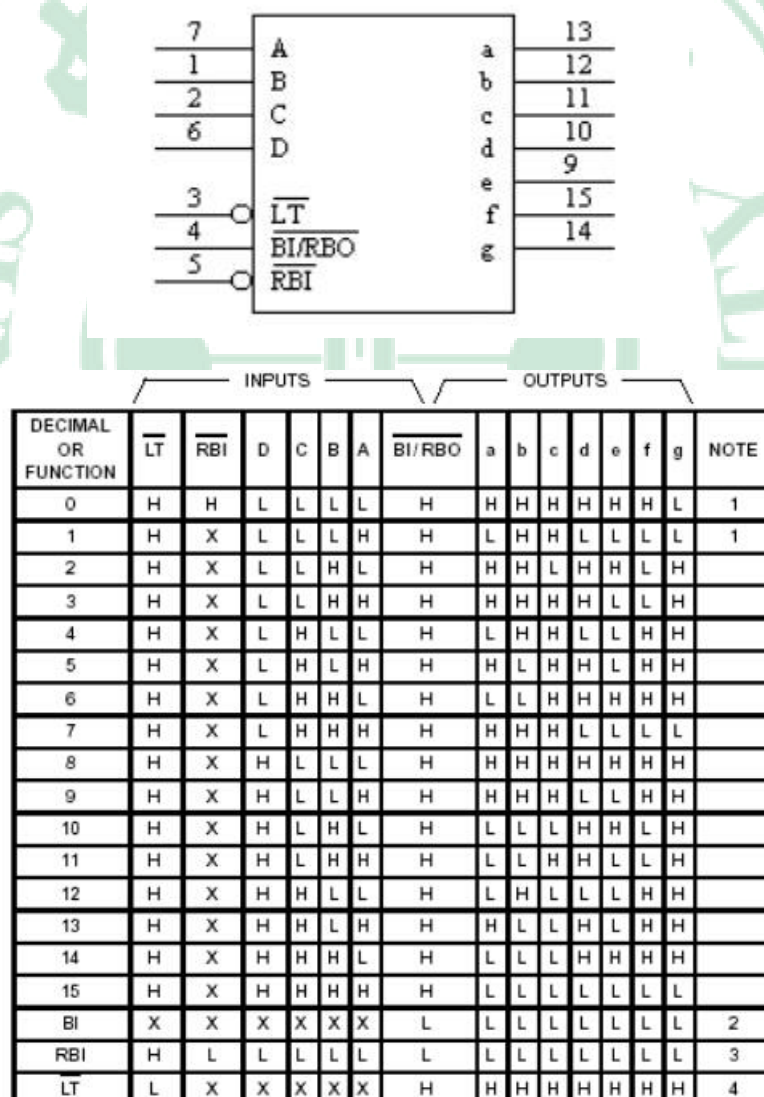 7 A a 13
1 B b 12
2 C c 11
6 D d 10
e 9
3 LT f 15
4 BI/RBO g 14
5 RBI
INPUTS OUTPUTS
DECIMAL OR FUNCTION LT RBI D C B A BI/RBO a b c d e f g NOTE
0 H H L L L L H H H H H H H L 1
1 H X L L L H H L H H L L L L 1
2 H X L L H L H H H L H H L H
3 H X L L H H H H H H H L L H
4 H X L H L L H L H H L L H H
5 H X L H L H H H L H H L H H
6 H X L H H L H L L H H H H H
7 H X L H H H H H H H L L L L
8 H X H L L L H H H H H H H H
9 H X H L L H H H H H L L H H
10 H X H L H L H L L L H H L H
11 H X H L H H H L L H H L L H
12 H X H H L L H L H L L L H H
13 H X H H L H H H L L H L H H
14 H X H H H L H L L L H H H H
15 H X H H H H H L L L L L L L
BI X X X X X X L L L L L L L L 2
RBI H L L L L L L L L L L L L L 3
LT L X X X X X H H H H H H H H 4